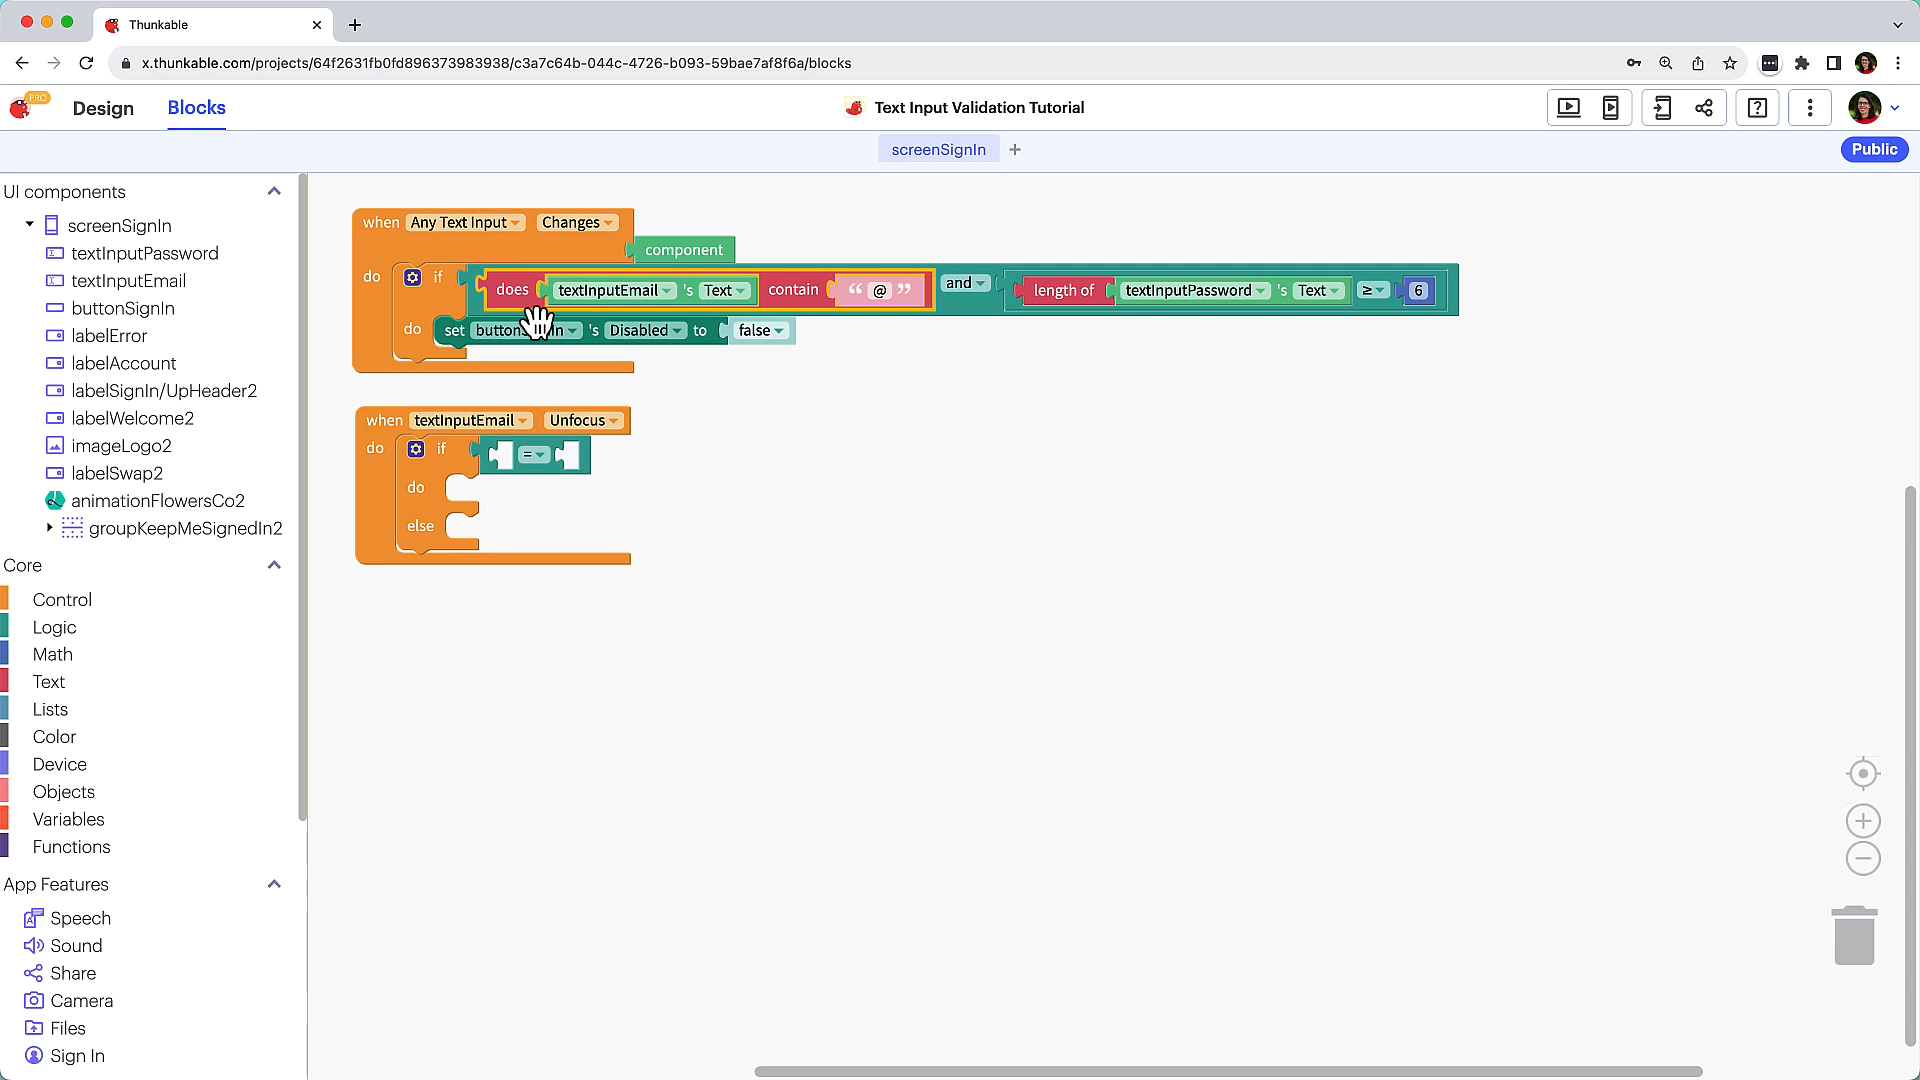 Thunkable
x.thunkable.com/projects/64f2631fb0fd896373983938/c3a7c64b-044c-4726-b093-59bae7af8f6a/blocks
PRO
Design
Blocks
Text Input Validation Tutorial
screenSignIn
Public
UI components
screenSignIn
textInputPassword
textInputEmail
buttonSignIn
labelError
labelAccount
labelSignIn/UpHeader2
labelWelcome2
imageLogo2
labelSwap2
animationFlowersCo2
groupKeepMeSignedIn2
Core
Control
Logic
Math
Text
Lists
Color
Device
Objects
Variables
Functions
App Features
Speech
Sound
Share
Camera
Files
Sign In
when Any Text Input Changes
component
do if does textInputEmail 's Text contain “ @ ” and length of textInputPassword 's Text ≥ 6
do set button in 's Disabled to false
when textInputEmail Unfocus
do if =
do
else